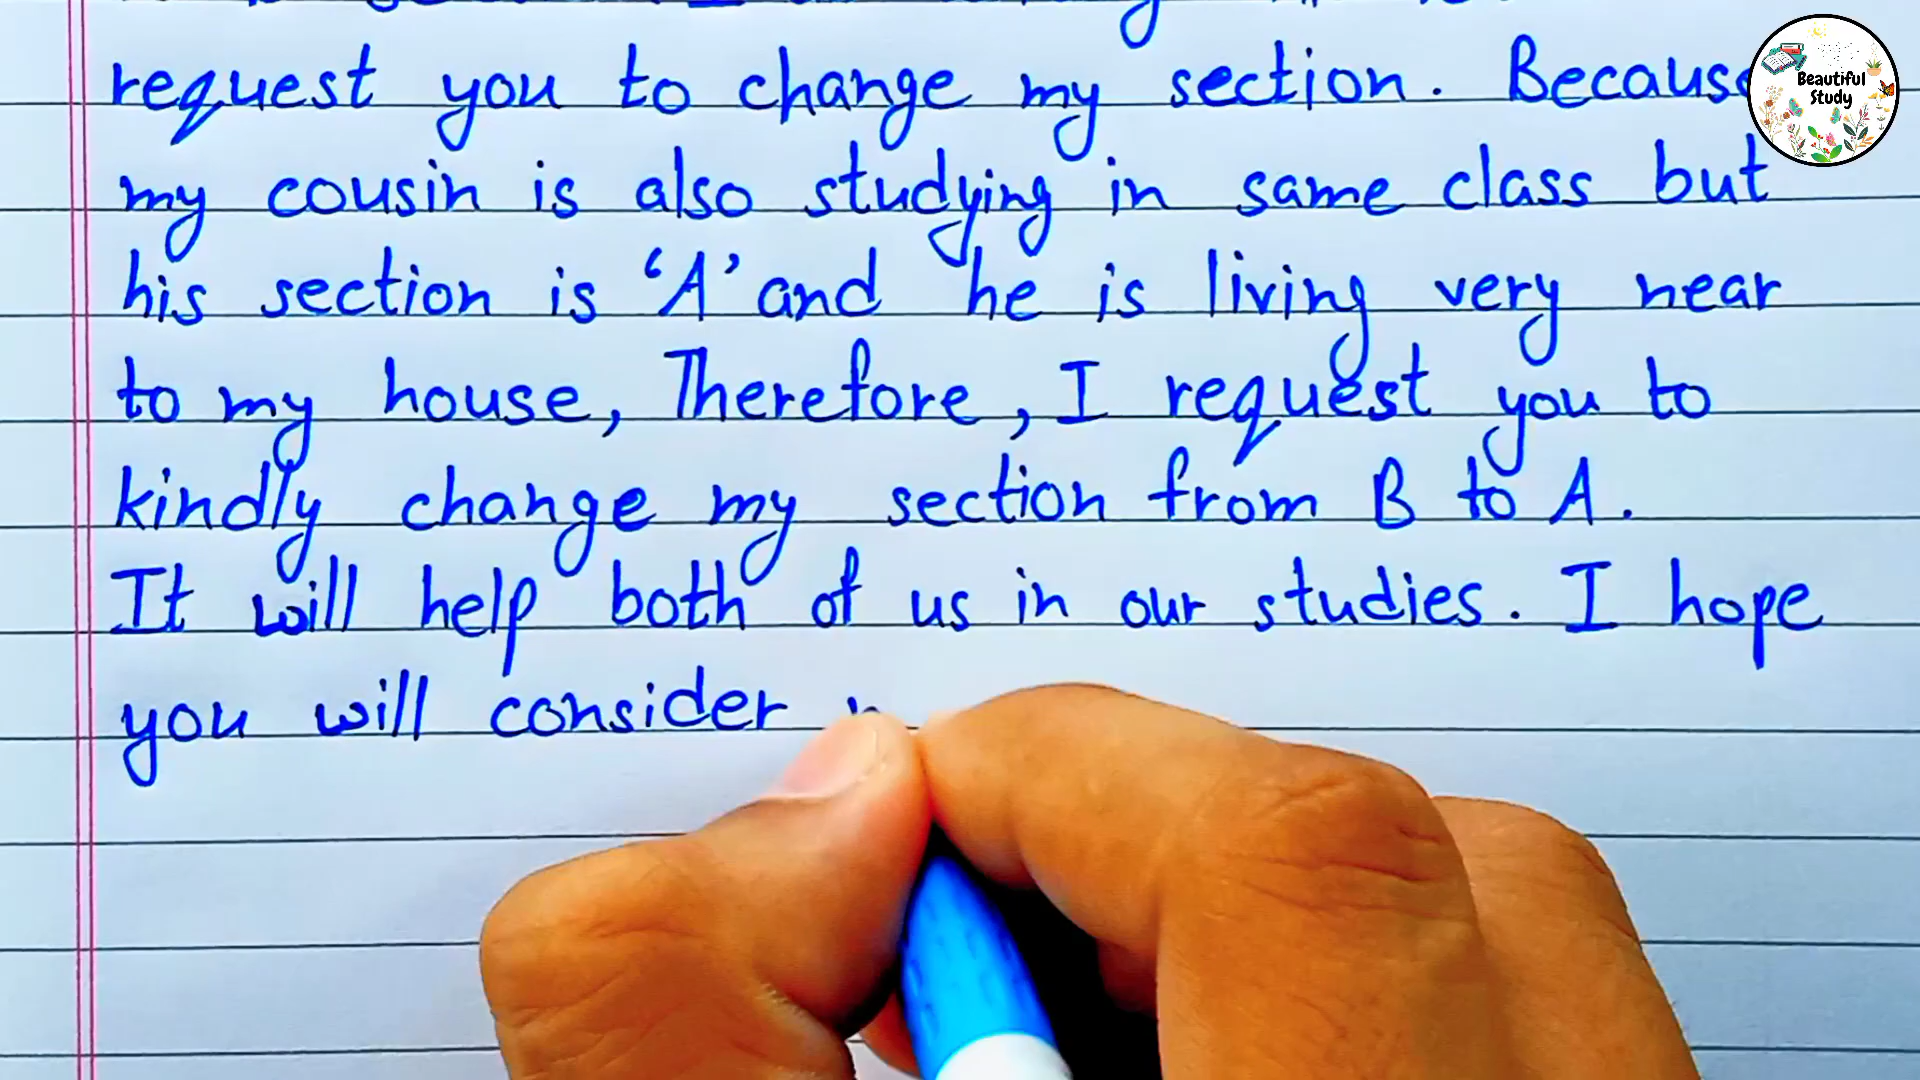 request you to change my section. Because
my cousin is also studying in same class but
his section is 'A' and he is living very near
to my house, Therefore, I request you to
kindly change my section from B to A.
It will help both of us in our studies. I hope
you will consider
Beautiful
Study